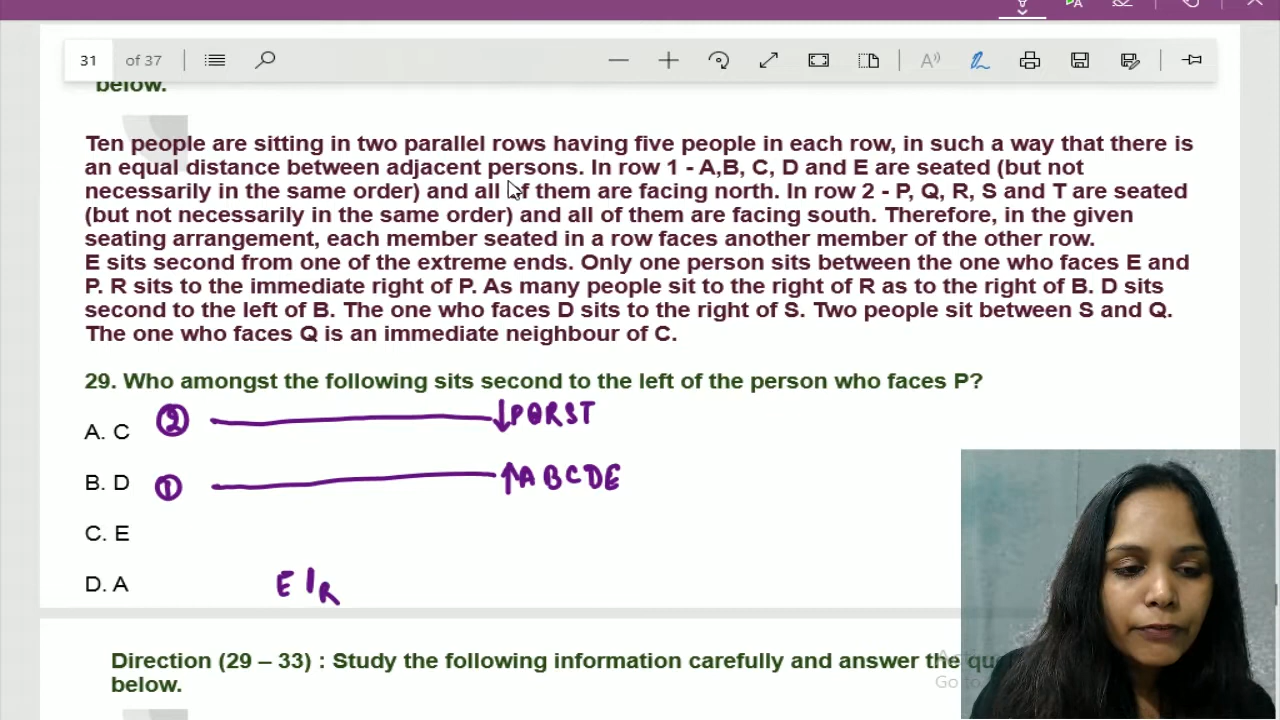 31 of 37
below.
Ten people are sitting in two parallel rows having five people in each row, in such a way that there is
an equal distance between adjacent persons. In row 1 - A,B, C, D and E are seated (but not
necessarily in the same order) and all of them are facing north. In row 2 - P, Q, R, S and T are seated
(but not necessarily in the same order) and all of them are facing south. Therefore, in the given
seating arrangement, each member seated in a row faces another member of the other row.
E sits second from one of the extreme ends. Only one person sits between the one who faces E and
P. R sits to the immediate right of P. As many people sit to the right of R as to the right of B. D sits
second to the left of B. The one who faces D sits to the right of S. Two people sit between S and Q.
The one who faces Q is an immediate neighbour of C.
29. Who amongst the following sits second to the left of the person who faces P?
② ↓PQRST
A. C
B. D ① ↑A B C D E
C. E
D. A E | R
Direction (29 – 33) : Study the following information carefully and answer the
below.